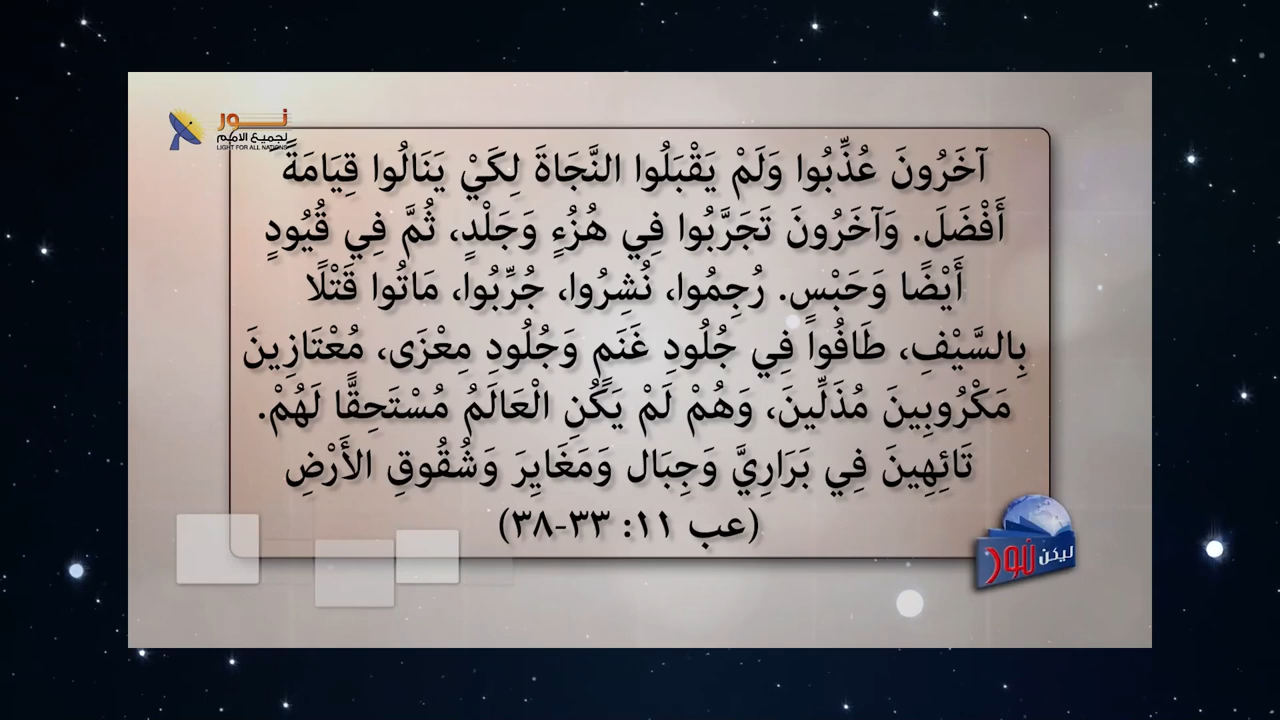 نور
لجميع الأمم
LIGHT FOR ALL NATIONS
آخَرُونَ عُذِّبُوا وَلَمْ يَقْبَلُوا النَّجَاةَ لِكَيْ يَنَالُوا قِيَامَةً
أَفْضَلَ. وَآخَرُونَ تَجَرَّبُوا فِي هُزُءٍ وَجَلْدٍ، ثُمَّ فِي قُيُودٍ
أَيْضًا وَحَبْسٍ. رُجِمُوا، نُشِرُوا، جُرِّبُوا، مَاتُوا قَتْلًا
بِالسَّيْفِ، طَافُوا فِي جُلُودِ غَنَمٍ وَجُلُودِ مِعْزَى، مُعْتَازِينَ
مَكْرُوبِينَ مُذَلِّينَ، وَهُمْ لَمْ يَكُنِ الْعَالَمُ مُسْتَحِقًّا لَهُمْ.
تَائِهِينَ فِي بَرَارِيَّ وَجِبَال وَمَغَايِرَ وَشُقُوقِ الأَرْضِ
(عب ١١: ٣٣-٣٨)
ليكن نور